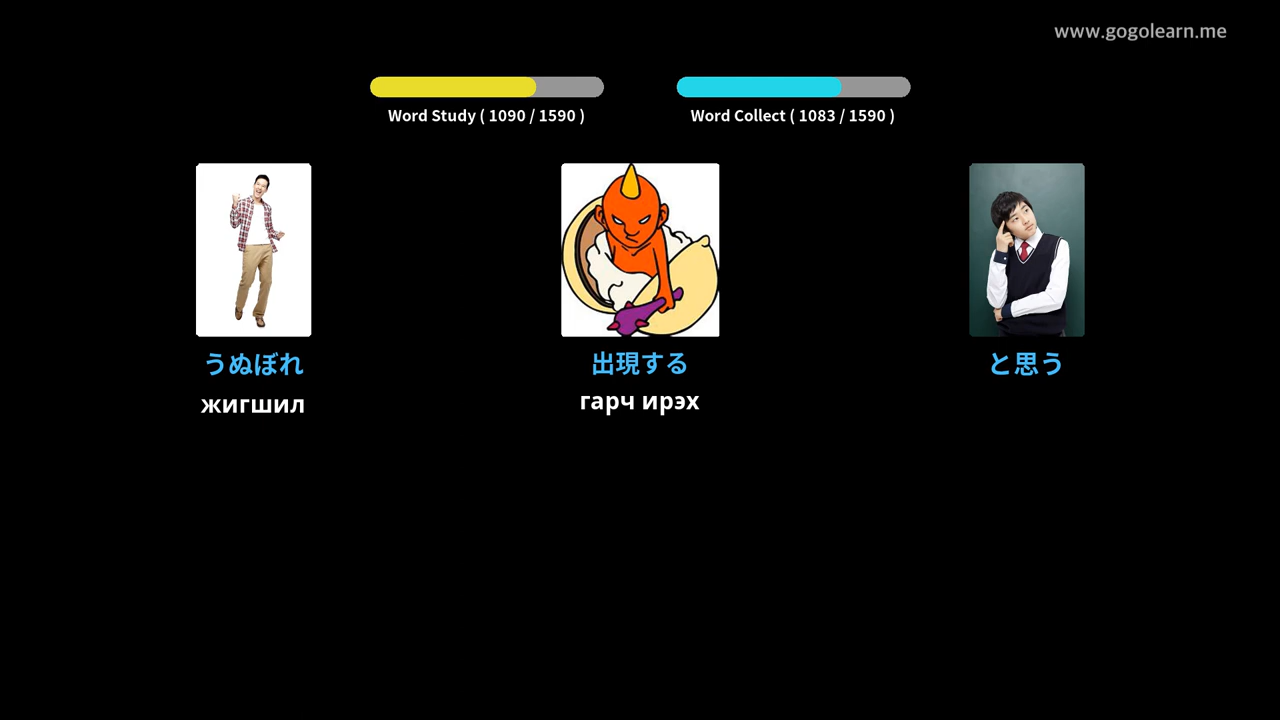 www.gogolearn.me
Word Study ( 1090 / 1590 )
Word Collect ( 1083 / 1590 )
うぬぼれ
жигшил
出現する
гарч ирэх
と思う